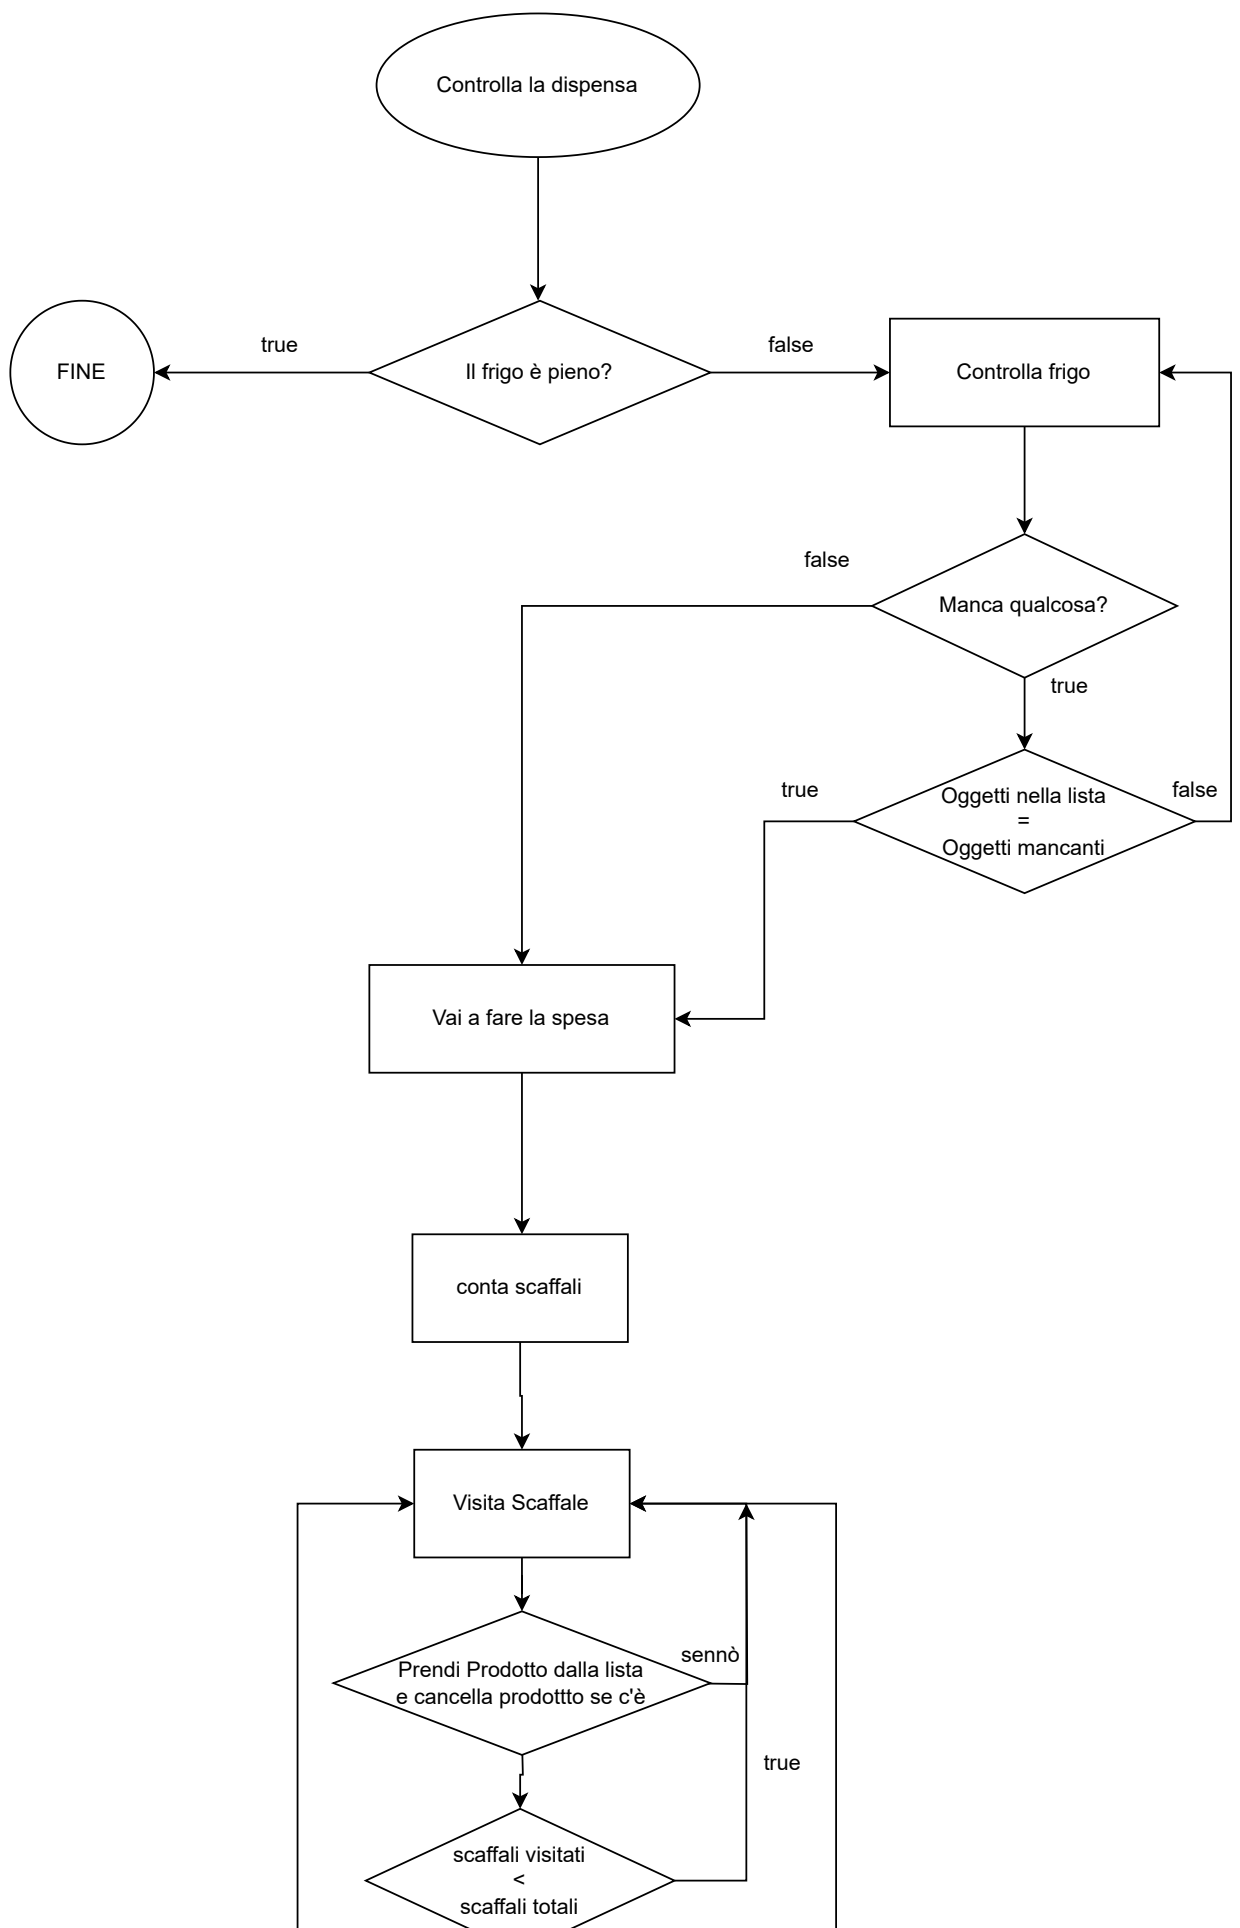 Controlla la dispensa
true
false
FINE
Il frigo è pieno?
Controlla frigo
false
Manca qualcosa?
true
true
Oggetti nella lista
=
Oggetti mancanti
false
Vai a fare la spesa
conta scaffali
Visita Scaffale
sennò
Prendi Prodotto dalla lista
e cancella prodottto se c'è
true
scaffali visitati
<
scaffali totali